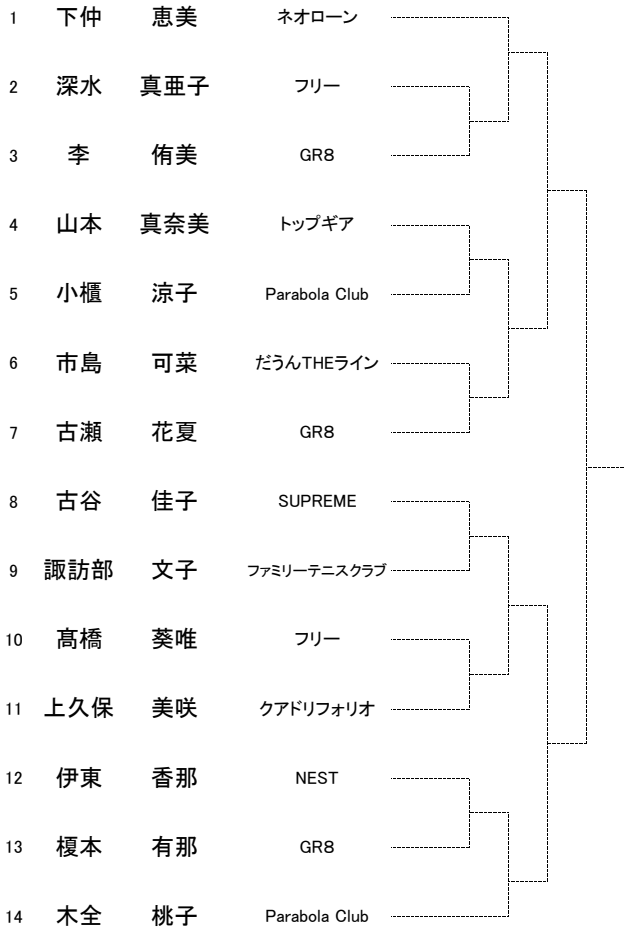 1 下仲 恵美 ネオローン
2 深水 真亜子 フリー
3 李 侑美 GR8
4 山本 真奈美 トップギア
5 小櫃 涼子 Parabola Club
6 市島 可菜 だうんTHEライン
7 古瀬 花夏 GR8
8 古谷 佳子 SUPREME
9 諏訪部 文子 ファミリーテニスクラブ
10 髙橋 葵唯 フリー
11 上久保 美咲 クアドリフォリオ
12 伊東 香那 NEST
13 榎本 有那 GR8
14 木全 桃子 Parabola Club